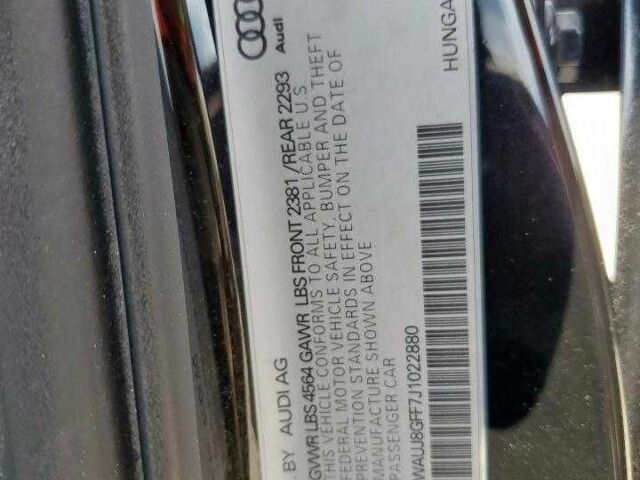 Audi
BY AUDI AG
GWWR LBS 4564 GAWR LBS FRONT 2381 /REAR 2293
THIS VEHICLE CONFORMS TO ALL APPLICABLE U S
FEDERAL MOTOR VEHICLE SAFETY, BUMPER AND THEFT
PREVENTION STANDARDS IN EFFECT ON THE DATE OF
MANUFACTURE SHOWN ABOVE
PASSENGER CAR
WAUJ8GFF7J1022880
HUNGA